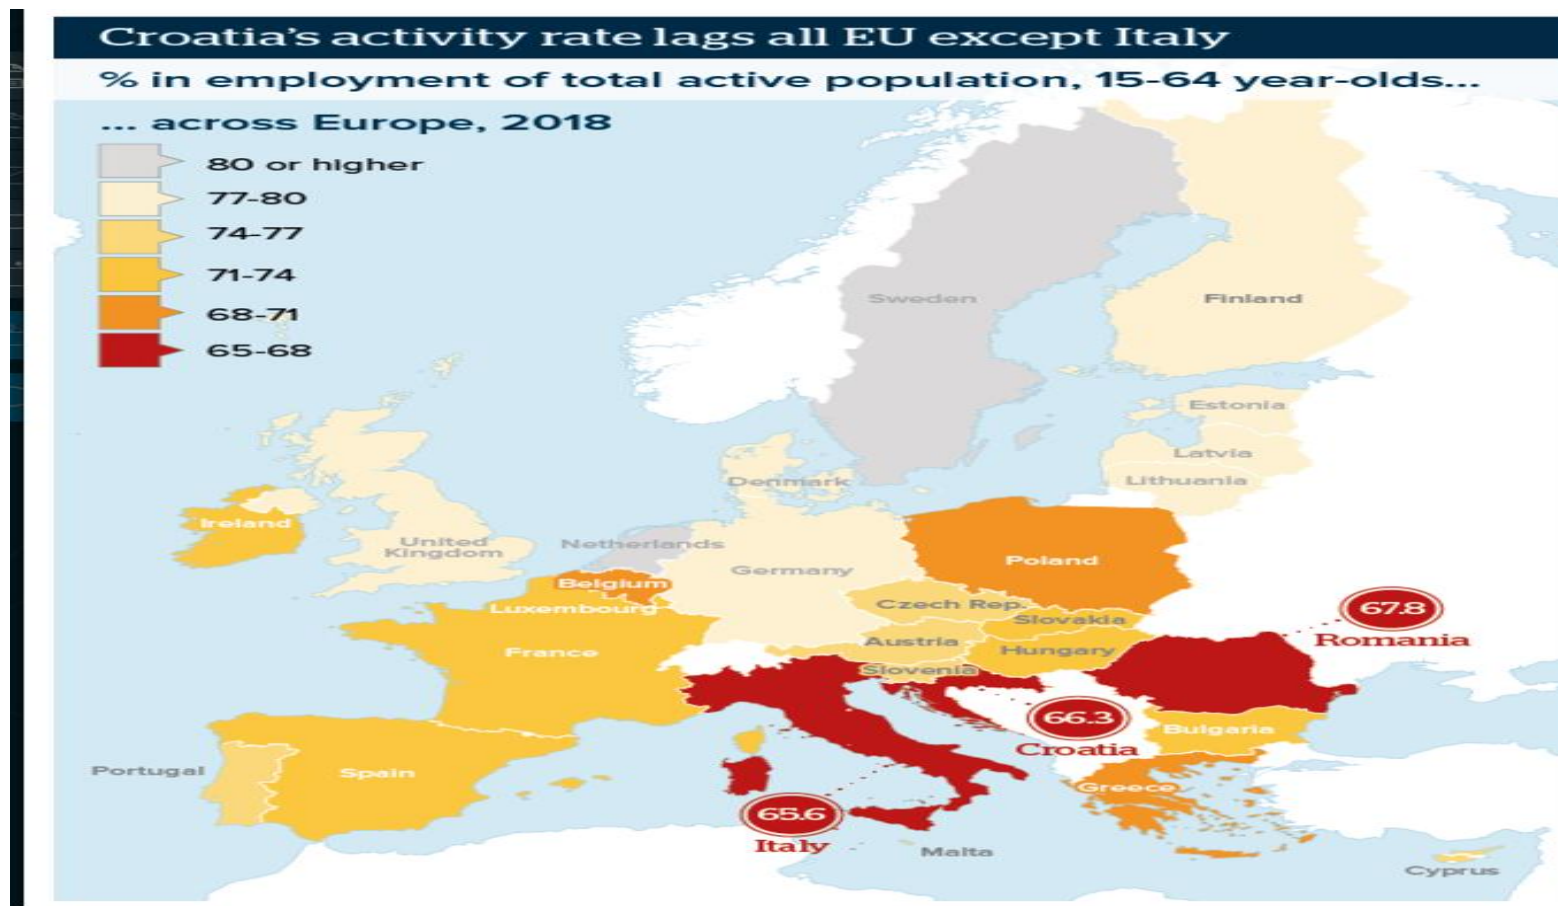 Croatia's activity rate lags all EU except Italy
% in employment of total active population, 15-64 year-olds...
... across Europe, 2018
80 or higher
77-80
74-77
71-74
68-71
65-68
Sweden
Finland
Estonia
Latvia
Lithuania
Denmark
Ireland
United
Kingdom
Netherlands
Germany
Poland
Belgium
Luxembourg
Czech Rep.
Slovakia
67.8
Romania
France
Austria
Hungary
Slovenia
66.3
Croatia
Bulgaria
Portugal
Spain
Greece
65.6
Italy
Malta
Cyprus